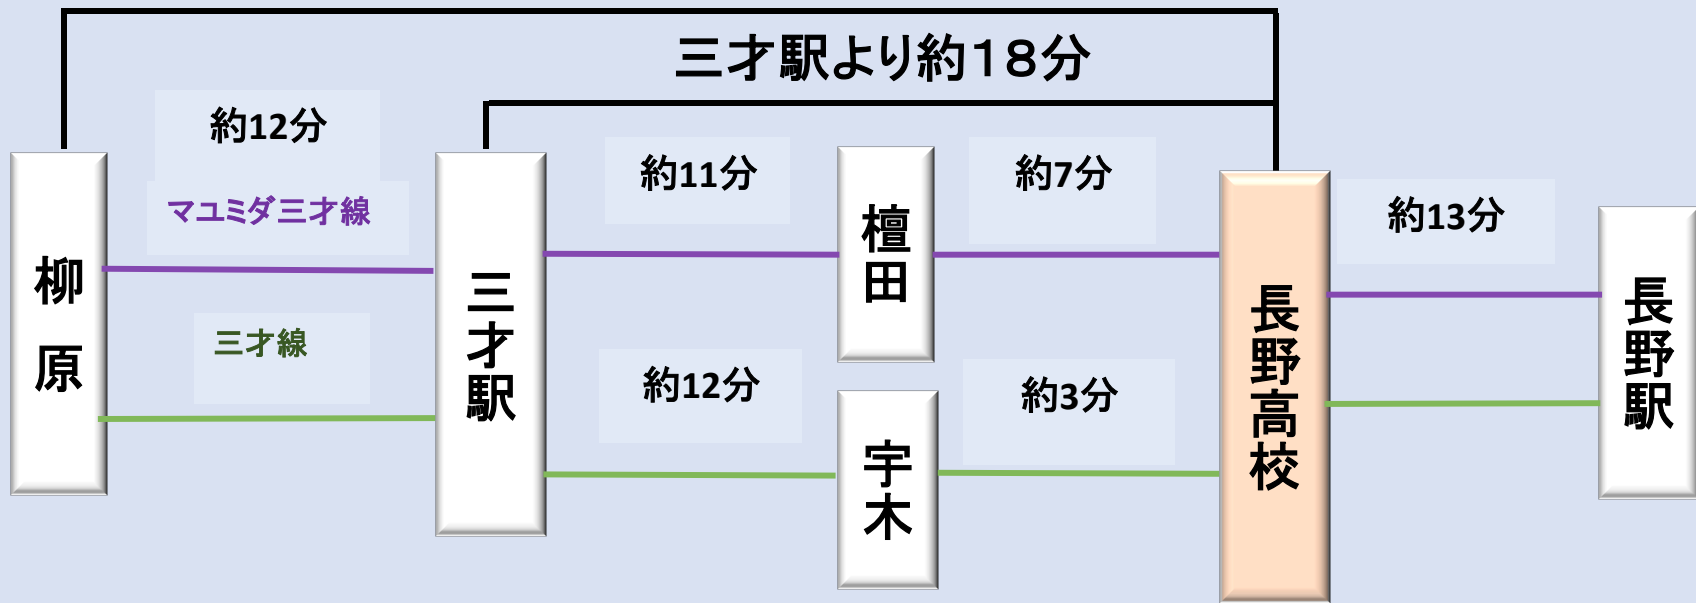 三才駅より約１８分
約12分
約11分
約7分
約13分
マユミダ三才線
三才線
約12分
約3分
柳原
三才駅
檀田
宇木
長野高校
長野駅